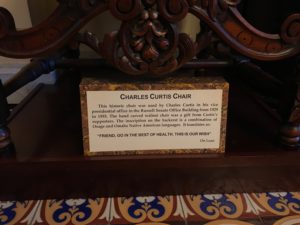 CHARLES CURTIS CHAIR
This historic chair was used by Charles Curtis in his vice
presidential office in the Russell Senate Office Building from 1929
to 1933. The hand carved walnut chair was a gift from Curtis's
supporters. The inscription on the backrest is a combination of
Osage and Omaha Native American languages. It translates as:
"FRIEND, GO IN THE BEST OF HEALTH. THIS IS OUR WISH"
On Loan